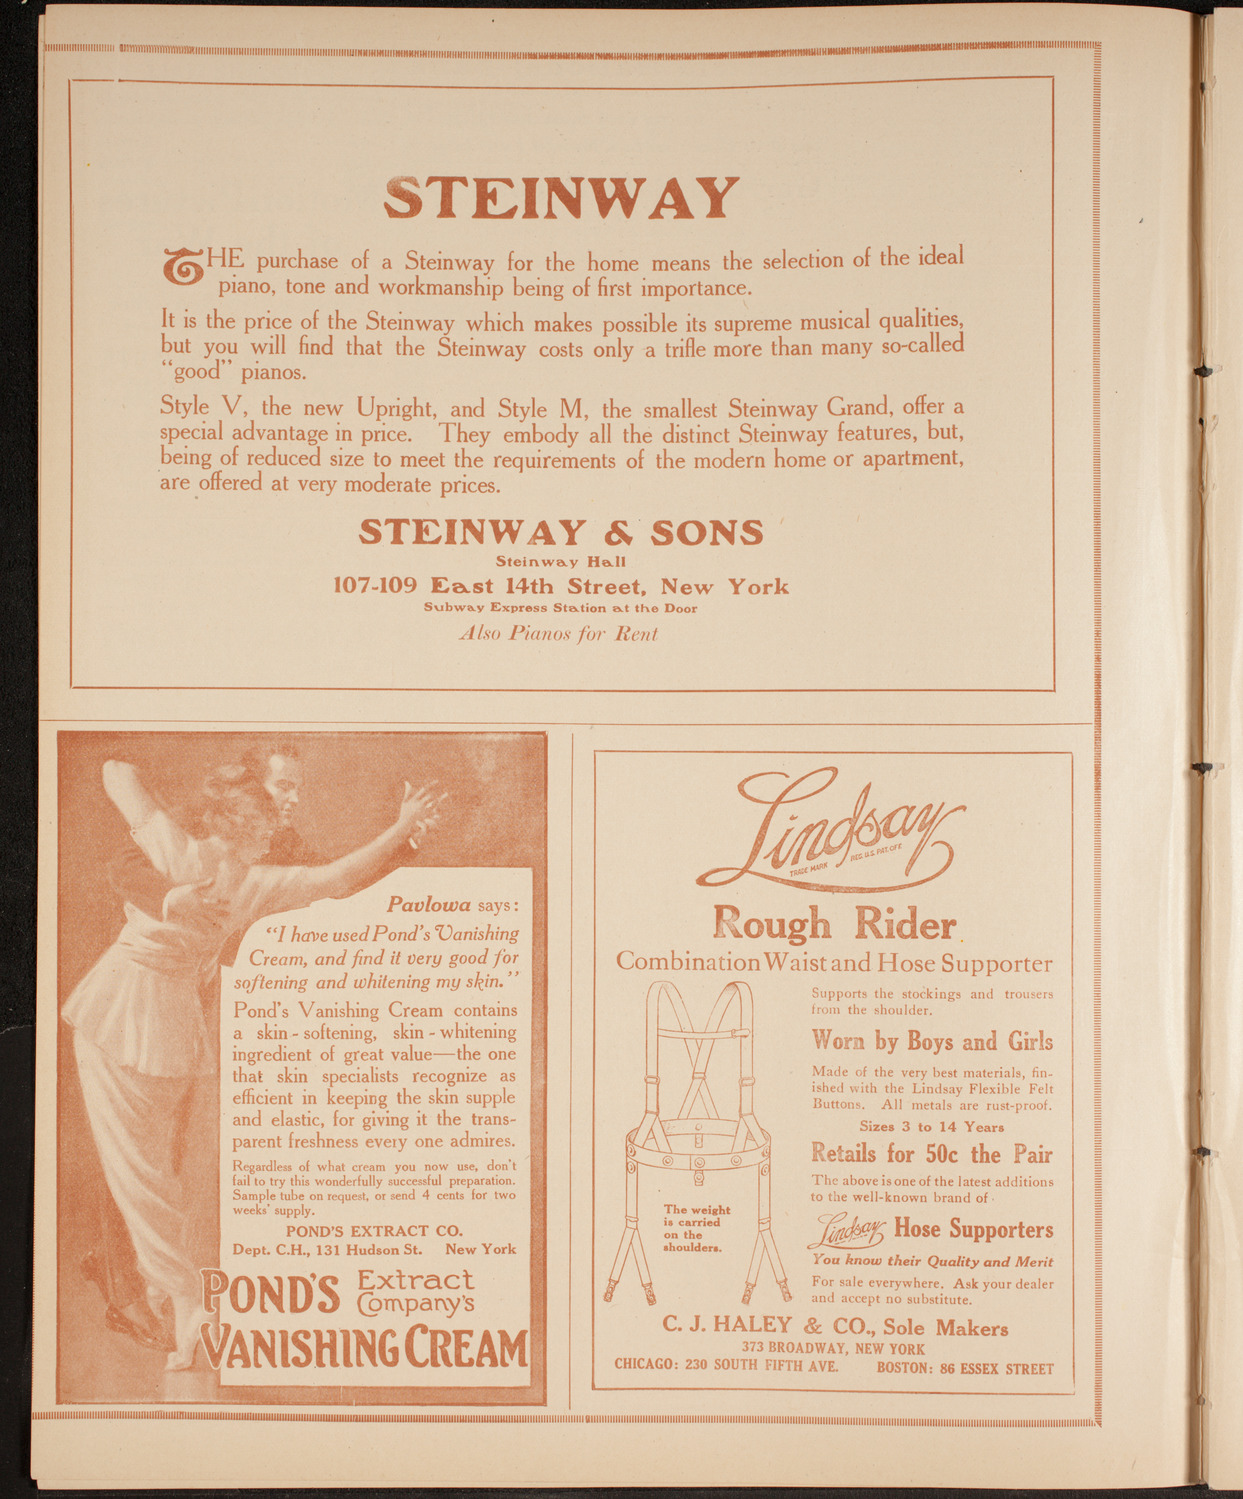 STEINWAY
THE purchase of a Steinway for the home means the selection of the ideal
piano, tone and workmanship being of first importance.
It is the price of the Steinway which makes possible its supreme musical qualities,
but you will find that the Steinway costs only a trifle more than many so-called
"good" pianos.
Style V, the new Upright, and Style M, the smallest Steinway Grand, offer a
special advantage in price. They embody all the distinct Steinway features, but,
being of reduced size to meet the requirements of the modern home or apartment,
are offered at very moderate prices.
STEINWAY & SONS
Steinway Hall
107-109 East 14th Street, New York
Subway Express Station at the Door
Also Pianos for Rent
Pavlowa says:
"I have used Pond's Vanishing
Cream, and find it very good for
softening and whitening my skin."
Pond's Vanishing Cream contains
a skin-softening, skin-whitening
ingredient of great value—the one
that skin specialists recognize as
efficient in keeping the skin supple
and elastic, for giving it the trans-
parent freshness every one admires.
Regardless of what cream you now use, don't
fail to try this wonderfully successful preparation.
Sample tube on request, or send 4 cents for two
weeks' supply.
POND'S EXTRACT CO.
Dept. C.H., 131 Hudson St. New York
POND'S Extract
Company's
VANISHING CREAM
Lindsay
TRADE MARK REG. U.S. PAT. OFF.
Rough Rider
Combination Waist and Hose Supporter
Supports the stockings and trousers
from the shoulder.
Worn by Boys and Girls
Made of the very best materials, fin-
ished with the Lindsay Flexible Felt
Buttons. All metals are rust-proof.
Sizes 3 to 14 Years
Retails for 50c the Pair
The above is one of the latest additions
to the well-known brand of
Lindsay Hose Supporters
You know their Quality and Merit
For sale everywhere. Ask your dealer
and accept no substitute.
The weight
is carried
on the
shoulders.
C. J. HALEY & CO., Sole Makers
373 BROADWAY, NEW YORK
CHICAGO: 230 SOUTH FIFTH AVE. BOSTON: 86 ESSEX STREET